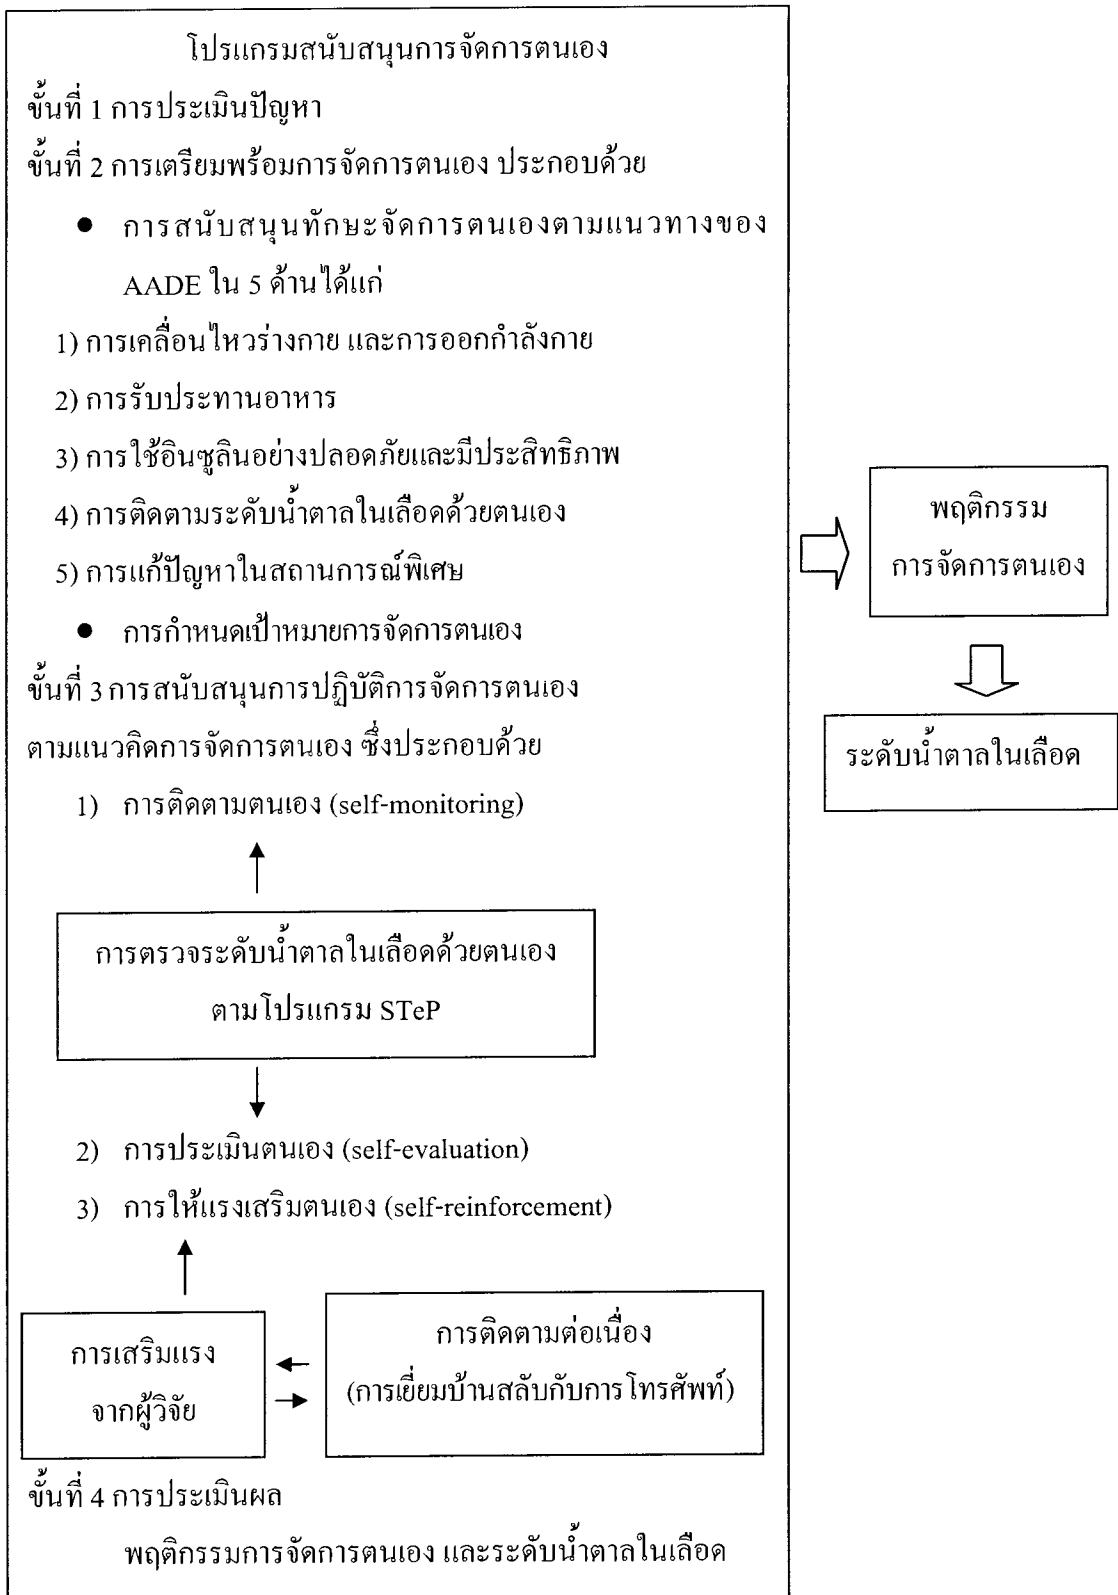 โปรแกรมสนับสนุนการจัดการตนเอง
ขั้นที่ 1 การประเมินปัญหา
ขั้นที่ 2 การเตรียมพร้อมการจัดการตนเอง ประกอบด้วย
● การสนับสนุนทักษะจัดการตนเองตามแนวทางของ
AADE ใน 5 ด้านได้แก่
1) การเคลื่อนไหวร่างกาย และการออกกำลังกาย
2) การรับประทานอาหาร
3) การใช้อินซูลินอย่างปลอดภัยและมีประสิทธิภาพ
4) การติดตามระดับน้ำตาลในเลือดด้วยตนเอง
5) การแก้ปัญหาในสถานการณ์พิเศษ
● การกำหนดเป้าหมายการจัดการตนเอง
ขั้นที่ 3 การสนับสนุนการปฏิบัติการจัดการตนเอง
ตามแนวคิดการจัดการตนเอง ซึ่งประกอบด้วย
1) การติดตามตนเอง (self-monitoring)
การตรวจระดับน้ำตาลในเลือดด้วยตนเอง
ตามโปรแกรม STeP
2) การประเมินตนเอง (self-evaluation)
3) การให้แรงเสริมตนเอง (self-reinforcement)
การเสริมแรง
จากผู้วิจัย
การติดตามต่อเนื่อง
(การเยี่ยมบ้านสลับกับการโทรศัพท์)
ขั้นที่ 4 การประเมินผล
พฤติกรรมการจัดการตนเอง และระดับน้ำตาลในเลือด
พฤติกรรม
การจัดการตนเอง
ระดับน้ำตาลในเลือด